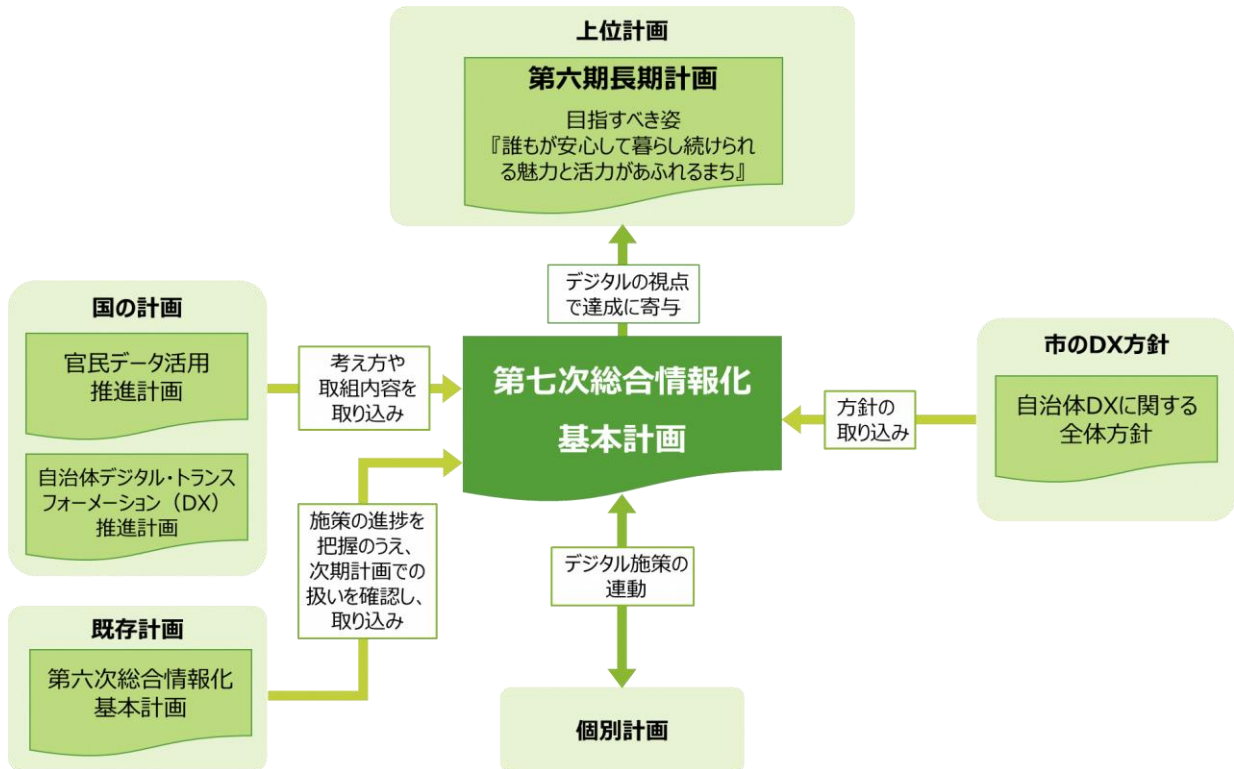 上位計画
第六期長期計画
目指すべき姿
『誰もが安心して暮らし続けられ
る魅力と活力があふれるまち』
デジタルの視点
で達成に寄与
国の計画
官民データ活用
推進計画
自治体デジタル・トランス
フォーメーション（DX）
推進計画
考え方や
取組内容を
取り込み
第七次総合情報化
基本計画
方針の
取り込み
市のDX方針
自治体DXに関する
全体方針
既存計画
第六次総合情報化
基本計画
施策の進捗を
把握のうえ、
次期計画での
扱いを確認し、
取り込み
デジタル施策の
連動
個別計画